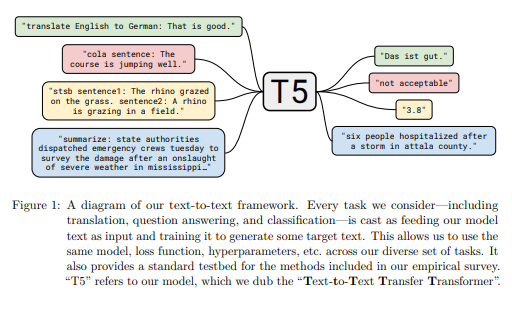 "translate English to German: That is good."
"cola sentence: The
course is jumping well."
"stsb sentence1: The rhino grazed
on the grass. sentence2: A rhino
is grazing in a field."
"summarize: state authorities
dispatched emergency crews tuesday to
survey the damage after an onslaught
of severe weather in mississippi…"
T5
"Das ist gut."
"not acceptable"
"3.8"
"six people hospitalized after
a storm in attala county."
Figure 1: A diagram of our text-to-text framework. Every task we consider—including
translation, question answering, and classification—is cast as feeding our model
text as input and training it to generate some target text. This allows us to use the
same model, loss function, hyperparameters, etc. across our diverse set of tasks. It
also provides a standard testbed for the methods included in our empirical survey.
"T5" refers to our model, which we dub the "Text-to-Text Transfer Transformer".